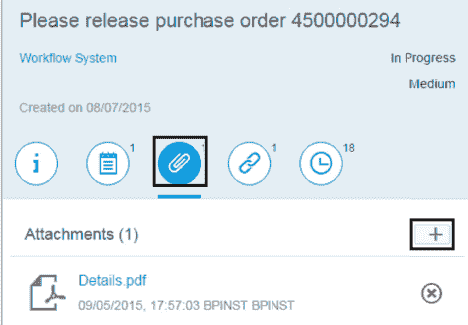 Please release purchase order 4500000294
Workflow System
In Progress
Medium
Created on 08/07/2015
1
1
18
Attachments (1)
Details.pdf
09/05/2015, 17:57:03 BPINST BPINST